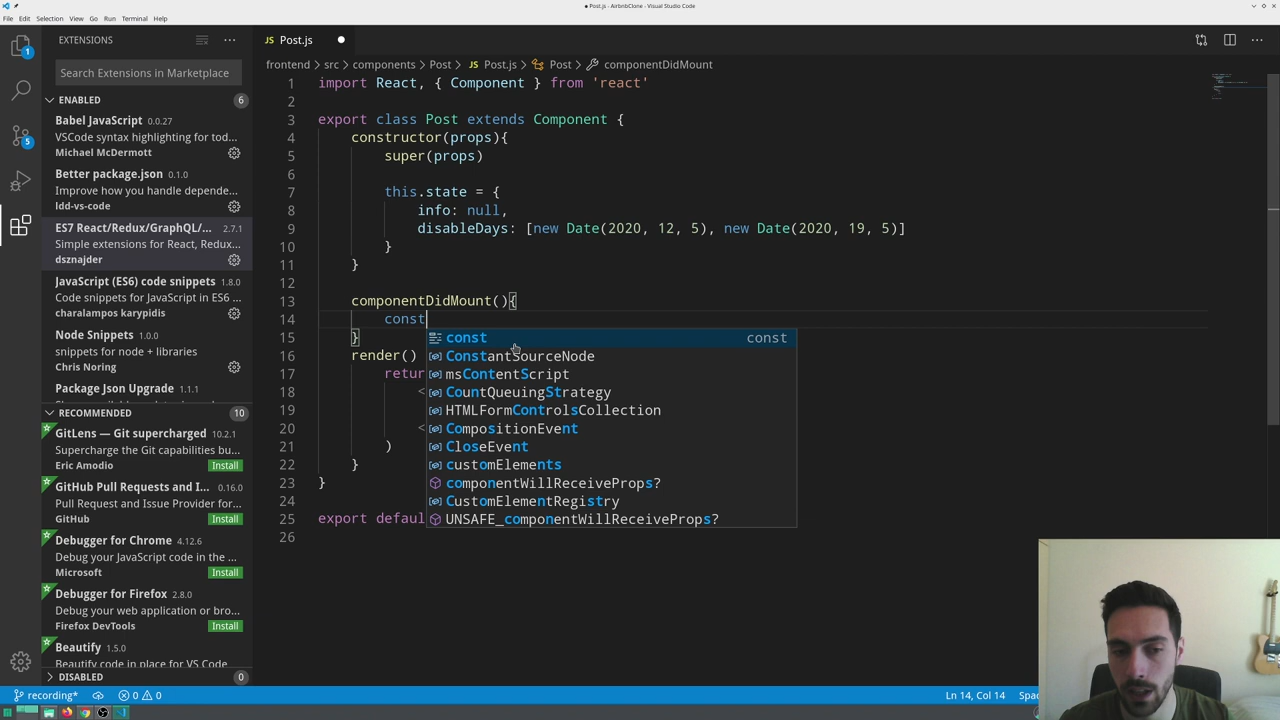 ● Post.js - AirbnbClone - Visual Studio Code
File Edit Selection View Go Run Terminal Help
EXTENSIONS
Search Extensions in Marketplace
ENABLED 6
Babel JavaScript 0.0.27
VSCode syntax highlighting for tod...
Michael McDermott
Better package.json 0.1.0
Improve how you handle depende...
ldd-vs-code
ES7 React/Redux/GraphQL/... 2.7.1
Simple extensions for React, Redux...
dsznajder
JavaScript (ES6) code snippets 1.8.0
Code snippets for JavaScript in ES6 ...
charalampos karypidis
Node Snippets 1.0.0
snippets for node + libraries
Chris Noring
Package Json Upgrade 1.1.1
RECOMMENDED 10
GitLens — Git supercharged 10.2.1
Supercharge the Git capabilities bu...
Eric Amodio Install
GitHub Pull Requests and I... 0.16.0
Pull Request and Issue Provider for...
GitHub Install
Debugger for Chrome 4.12.6
Debug your JavaScript code in the ...
Microsoft Install
Debugger for Firefox 2.8.0
Debug your web application or bro...
Firefox DevTools Install
Beautify 1.5.0
Beautify code in place for VS Code
DISABLED 0
1
5
Post.js ●
frontend > src > components > Post > Post.js > Post > componentDidMount
1 import React, { Component } from 'react'
2
3 export class Post extends Component {
4 constructor(props){
5 super(props)
6
7 this.state = {
8 info: null,
9 disableDays: [new Date(2020, 12, 5), new Date(2020, 19, 5)]
10 }
11 }
12
13 componentDidMount(){
14 const
15 }
16 render()
17 retur
18 <
19
20 <
21 )
22 }
23 }
24
25 export defaul
26
const const
ConstantSourceNode
msContentScript
CountQueuingStrategy
HTMLFormControlsCollection
CompositionEvent
CloseEvent
customElements
componentWillReceiveProps?
CustomElementRegistry
UNSAFE_componentWillReceiveProps?
recording* 0 0 Ln 14, Col 14 Spac